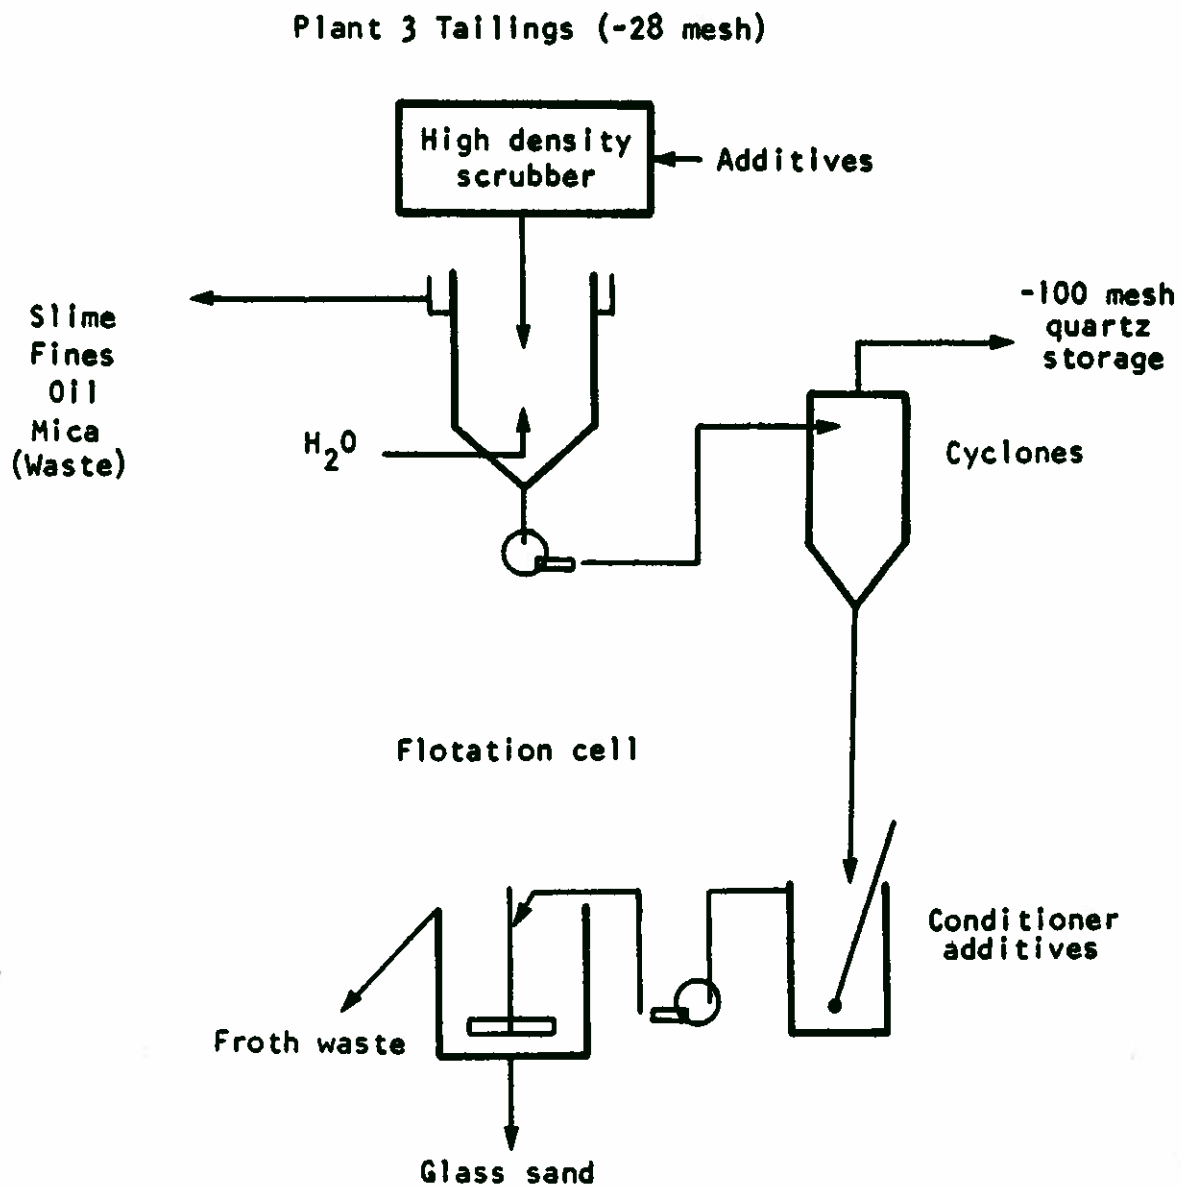 Plant 3 Tailings (-28 mesh)
High density
scrubber
Additives
Slime
Fines
Oil
Mica
(Waste)
H₂O
-100 mesh
quartz
storage
Cyclones
Flotation cell
Conditioner
additives
Froth waste
Glass sand